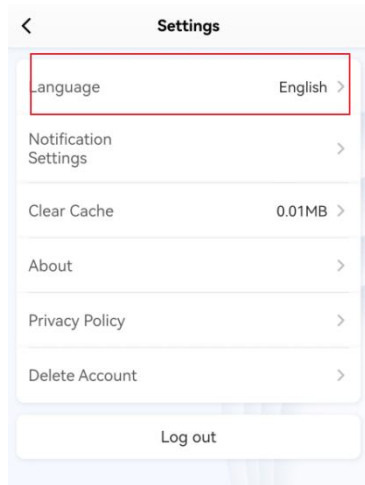 Settings
Language English
Notification
Settings
Clear Cache 0.01MB
About
Privacy Policy
Delete Account
Log out